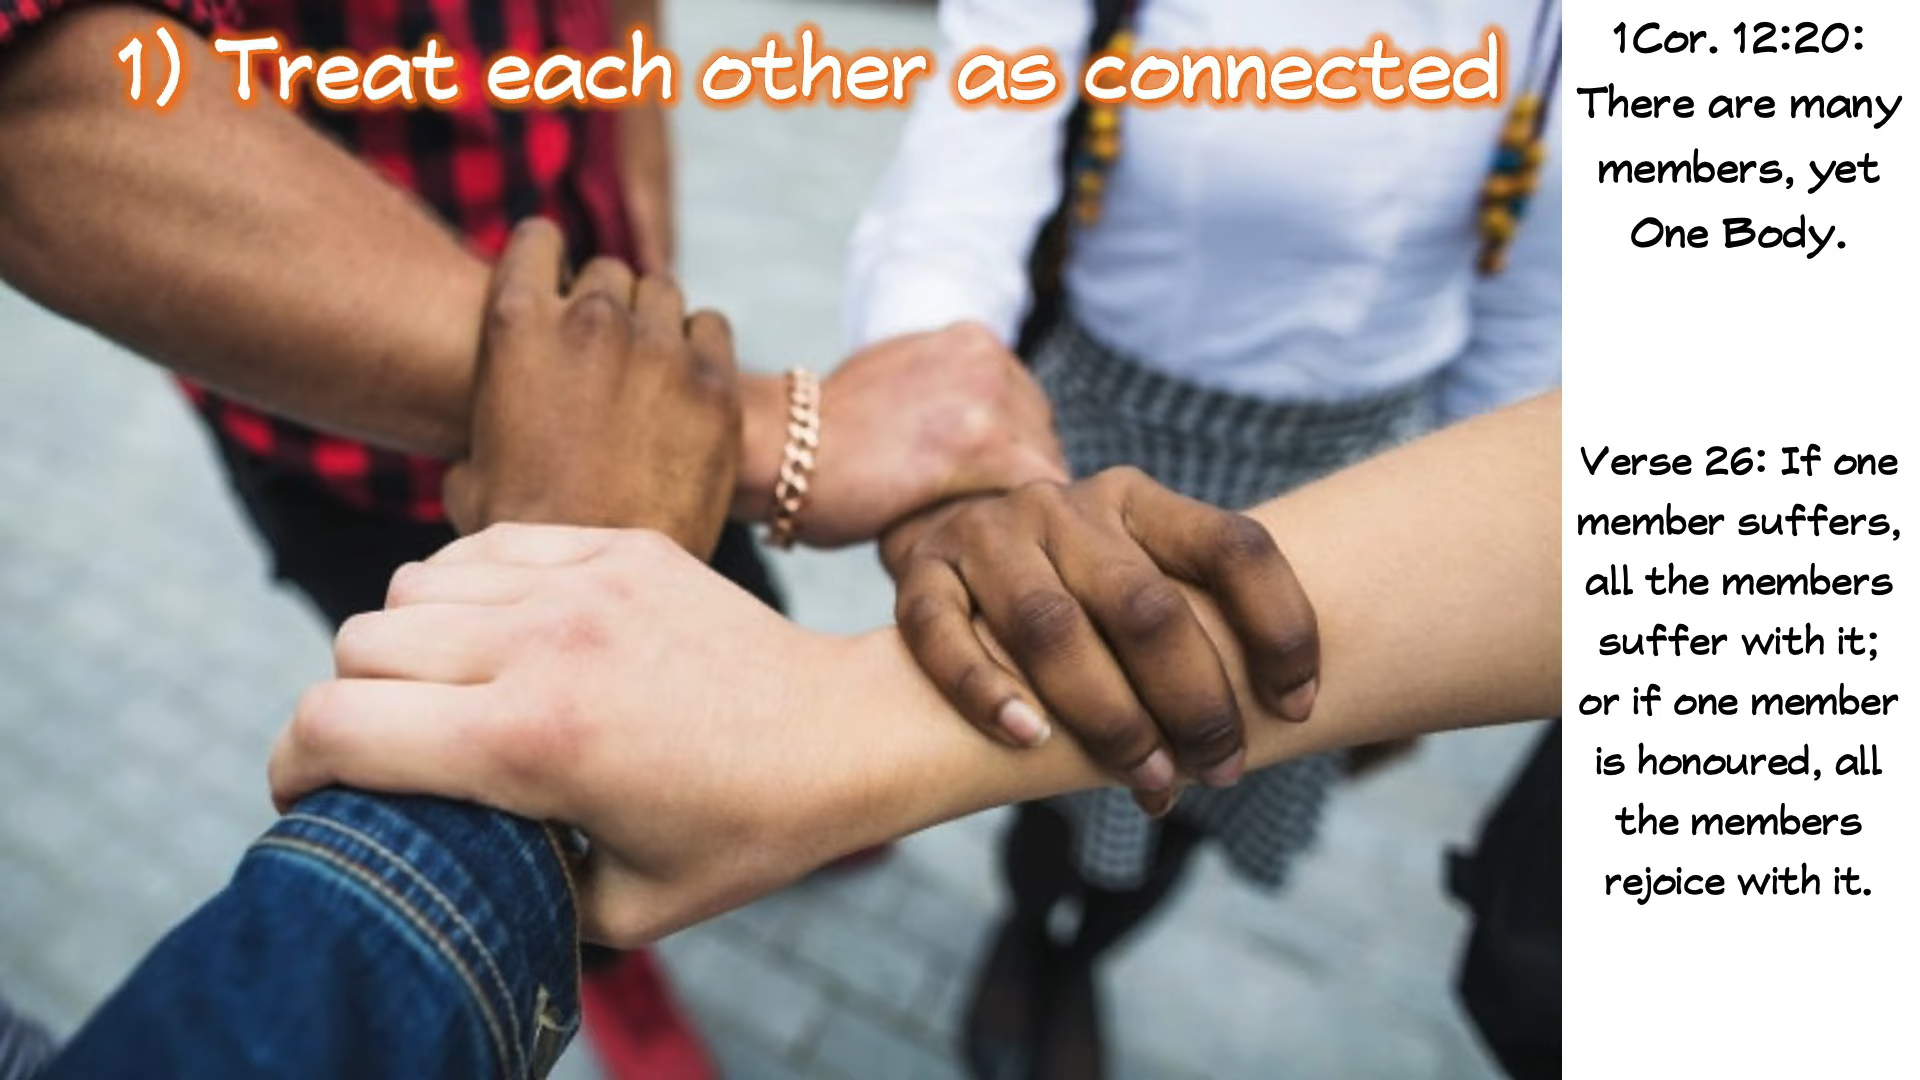 1) Treat each other as connected
1Cor. 12:20:
There are many
members, yet
One Body.
Verse 26: If one
member suffers,
all the members
suffer with it;
or if one member
is honoured, all
the members
rejoice with it.